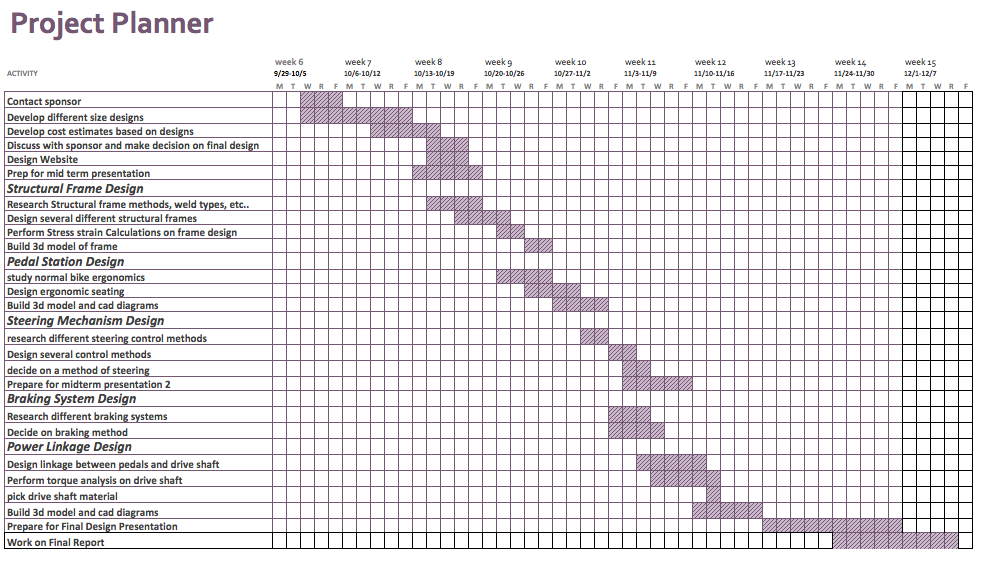 Project Planner
week 6 week 7 week 8 week 9 week 10 week 11 week 12 week 13 week 14 week 15
ACTIVITY 9/29-10/5 10/6-10/12 10/13-10/19 10/20-10/26 10/27-11/2 11/3-11/9 11/10-11/16 11/17-11/23 11/24-11/30 12/1-12/7
M T W R F M T W R F M T W R F M T W R F M T W R F M T W R F M T W R F M T W R F M T W R F M T W R F
Contact sponsor
Develop different size designs
Develop cost estimates based on designs
Discuss with sponsor and make decision on final design
Design Website
Prep for mid term presentation
Structural Frame Design
Research Structural frame methods, weld types, etc..
Design several different structural frames
Perform Stress strain Calculations on frame design
Build 3d model of frame
Pedal Station Design
study normal bike ergonomics
Design ergonomic seating
Build 3d model and cad diagrams
Steering Mechanism Design
research different steering control methods
Design several control methods
decide on a method of steering
Prepare for midterm presentation 2
Braking System Design
Research different braking systems
Decide on braking method
Power Linkage Design
Design linkage between pedals and drive shaft
Perform torque analysis on drive shaft
pick drive shaft material
Build 3d model and cad diagrams
Prepare for Final Design Presentation
Work on Final Report